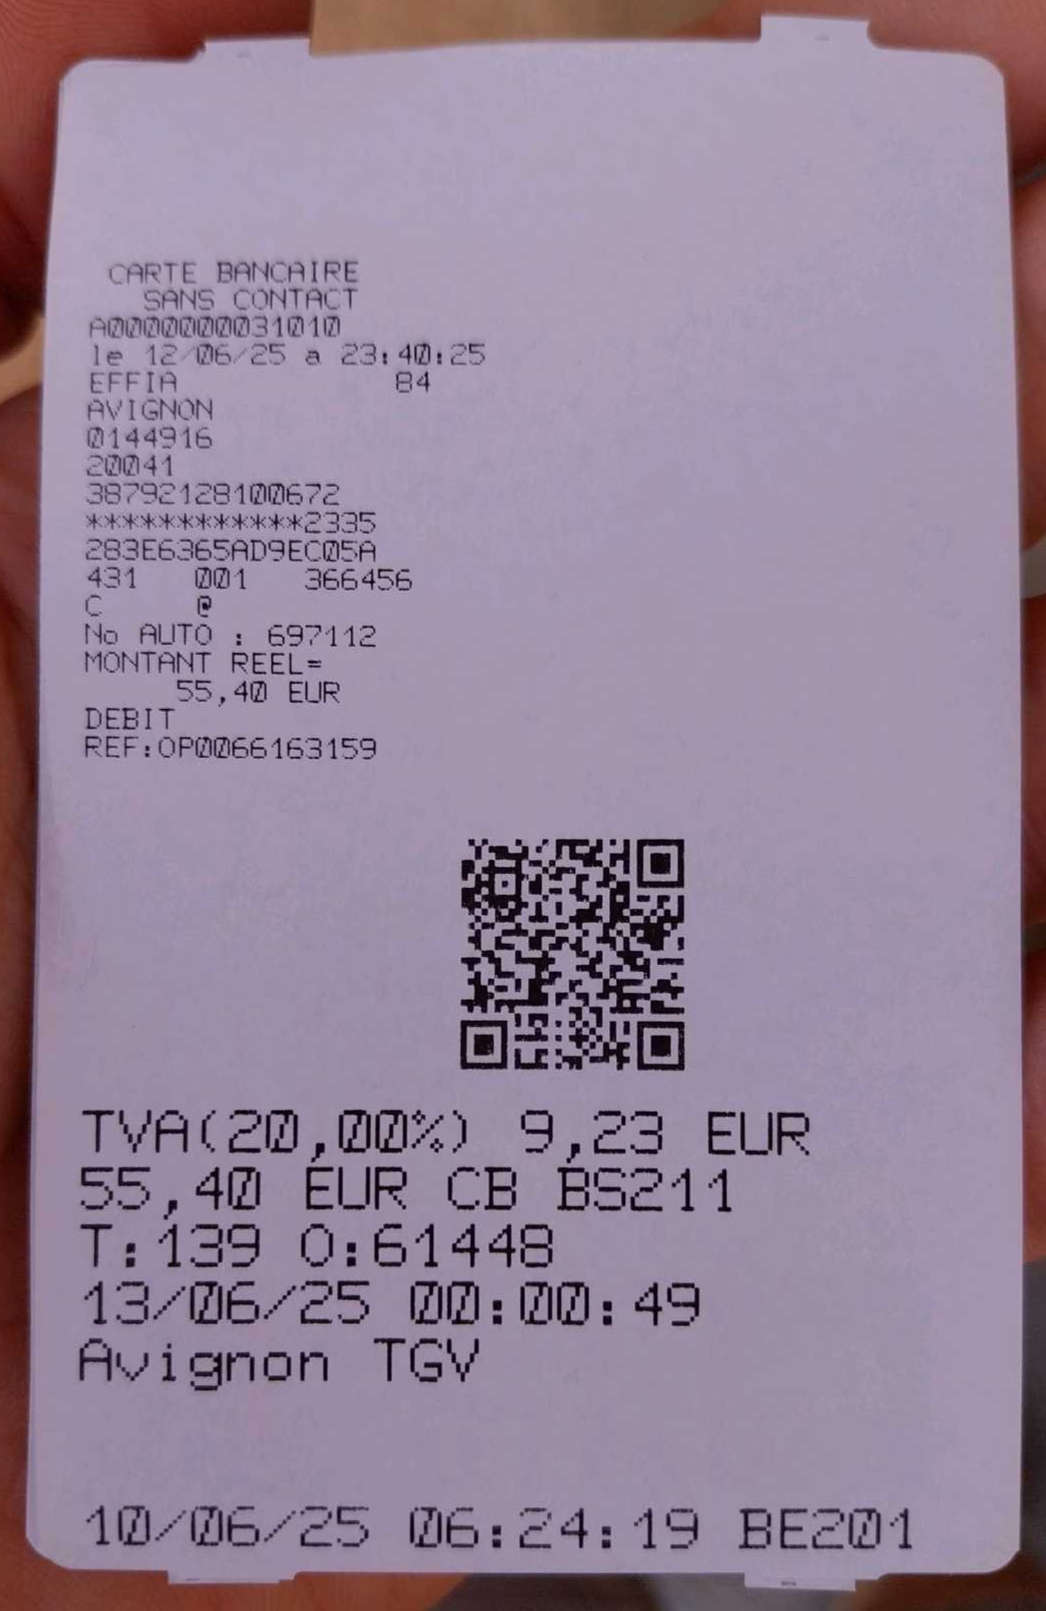 CARTE BANCAIRE
SANS CONTACT
A0000000031010
le 12/06/25 a 23:40:25
EFFIA 84
AVIGNON
0144916
20041
38792128100672
************2335
283E6365AD9EC05A
431 001 366456
C @
No AUTO : 697112
MONTANT REEL=
55,40 EUR
DEBIT
REF:OP0066163159
TVA(20,00%) 9,23 EUR
55,40 EUR CB BS211
T:139 O:61448
13/06/25 00:00:49
Avignon TGV
10/06/25 06:24:19 BE201